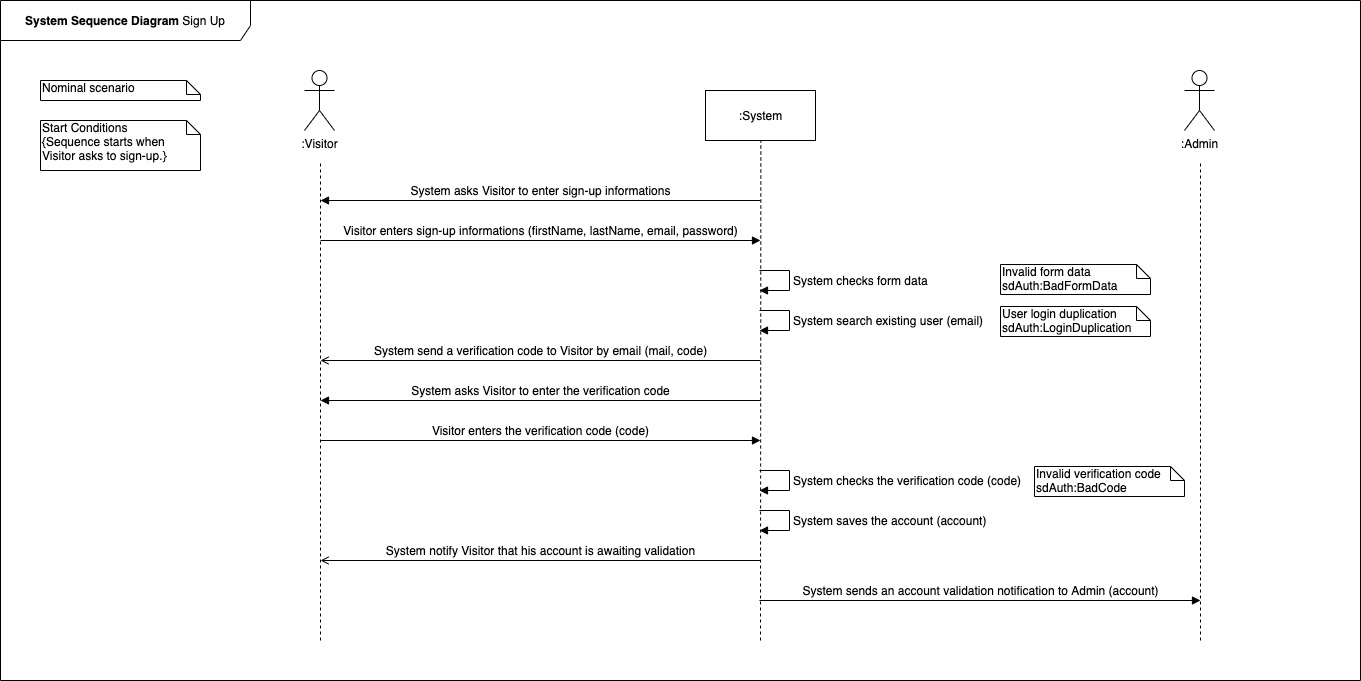 System Sequence Diagram Sign Up
Nominal scenario
Start Conditions
{Sequence starts when
Visitor asks to sign-up.}
:Visitor
:System
:Admin
System asks Visitor to enter sign-up informations
Visitor enters sign-up informations (firstName, lastName, email, password)
System checks form data
Invalid form data
sdAuth:BadFormData
System search existing user (email)
User login duplication
sdAuth:LoginDuplication
System send a verification code to Visitor by email (mail, code)
System asks Visitor to enter the verification code
Visitor enters the verification code (code)
System checks the verification code (code)
Invalid verification code
sdAuth:BadCode
System saves the account (account)
System notify Visitor that his account is awaiting validation
System sends an account validation notification to Admin (account)